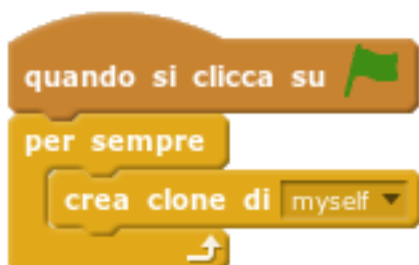 quando si clicca su
per sempre
crea clone di myself